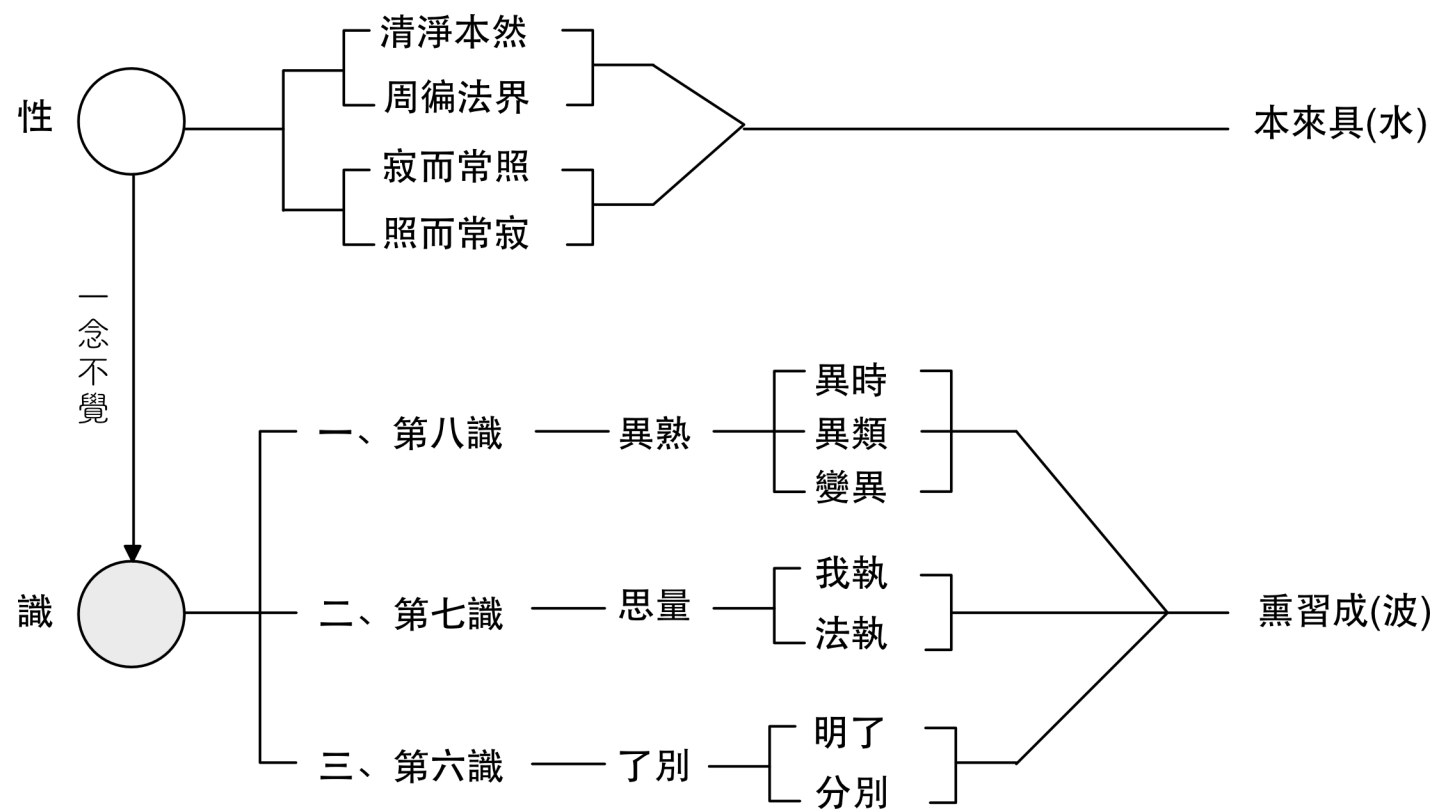 性
清淨本然
周徧法界
寂而常照
照而常寂
本來具(水)
一念不覺
識
一、第八識
異熟
異時
異類
變異
二、第七識
思量
我執
法執
三、第六識
了別
明了
分別
熏習成(波)